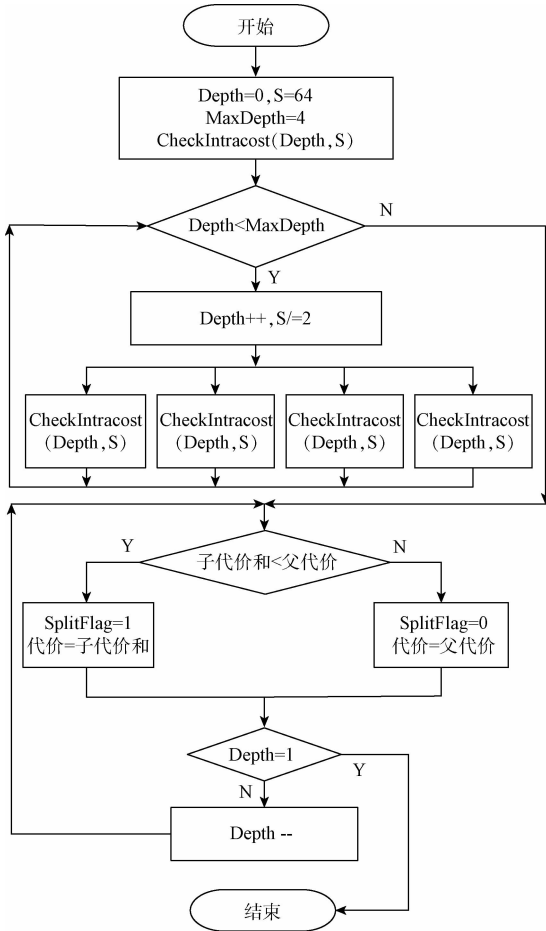 开始
Depth=0,S=64
MaxDepth=4
CheckIntracost(Depth,S)
Depth<MaxDepth
N
Y
Depth++,S/=2
CheckIntracost
(Depth,S)
CheckIntracost
(Depth,S)
CheckIntracost
(Depth,S)
CheckIntracost
(Depth,S)
Y
子代价和<父代价
N
SplitFlag=1
代价=子代价和
SplitFlag=0
代价=父代价
Depth=1
Y
N
Depth --
结束